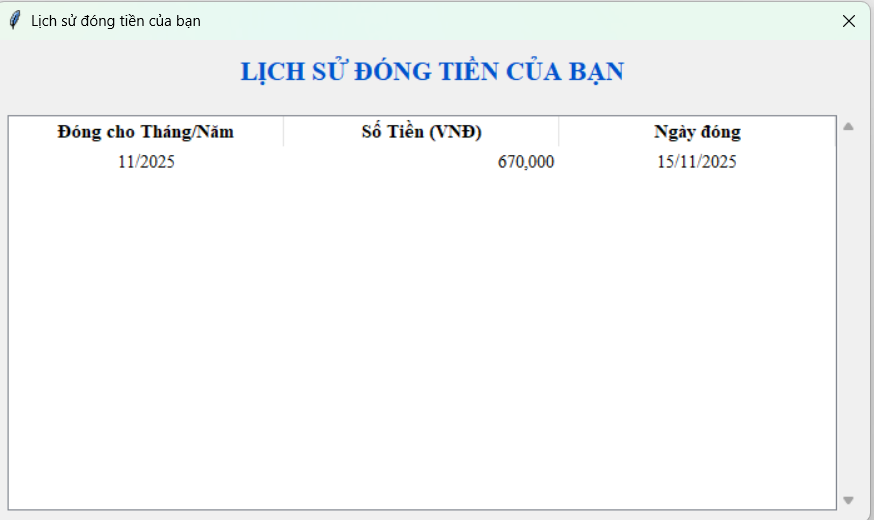 Lịch sử đóng tiền của bạn
LỊCH SỬ ĐÓNG TIỀN CỦA BẠN
Đóng cho Tháng/Năm Số Tiền (VNĐ) Ngày đóng
11/2025 670,000 15/11/2025